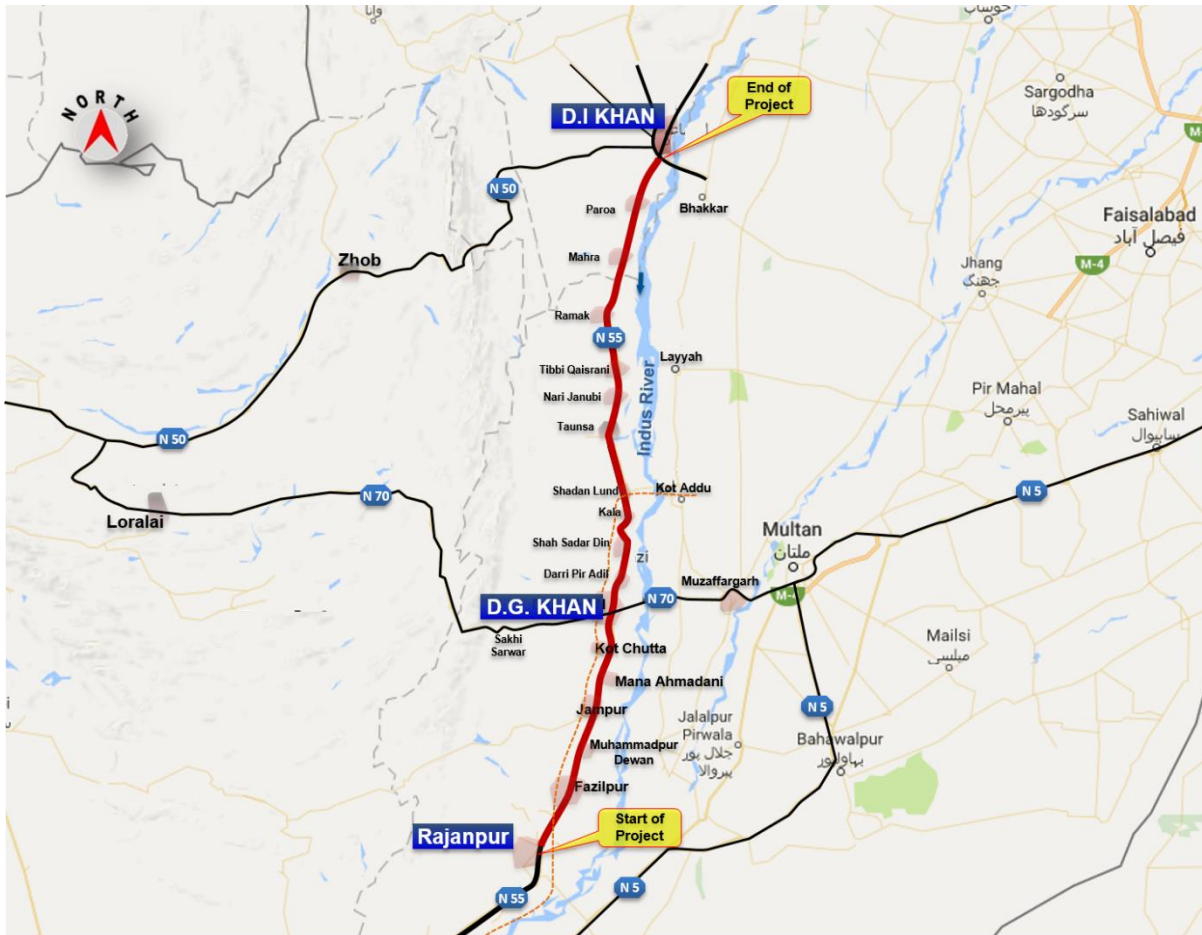 وانا
خوشاب
NORTH
End of
Project
D.I KHAN
Sargodha
سرگودھا
N 50
Paroa
Bhakkar
Faisalabad
فیصل آباد
Zhob
Mahra
Jhang
جھنگ
M-4
Ramak
N 55
Indus River
Layyah
Tibbi Qaisrani
Nari Janubi
Pir Mahal
پیرمحل
Sahiwal
ساہیوال
N 50
Taunsa
Shadan Lund
Kot Addu
N 70
N 5
Kala
Loralai
Multan
ملتان
Shah Sadar Din
zi
Darri Pir Adil
Muzaffargarh
M-4
D.G. KHAN
N 70
Sakhi
Sarwar
Kot Chutta
Mailsi
میلسی
Mana Ahmadani
Jampur
N 5
Jalalpur
Pirwala
جلال پور
پیروالا
Muhammadpur
Dewan
Bahawalpur
بہاولپور
Fazilpur
Start of
Project
Rajanpur
N 55
N 5